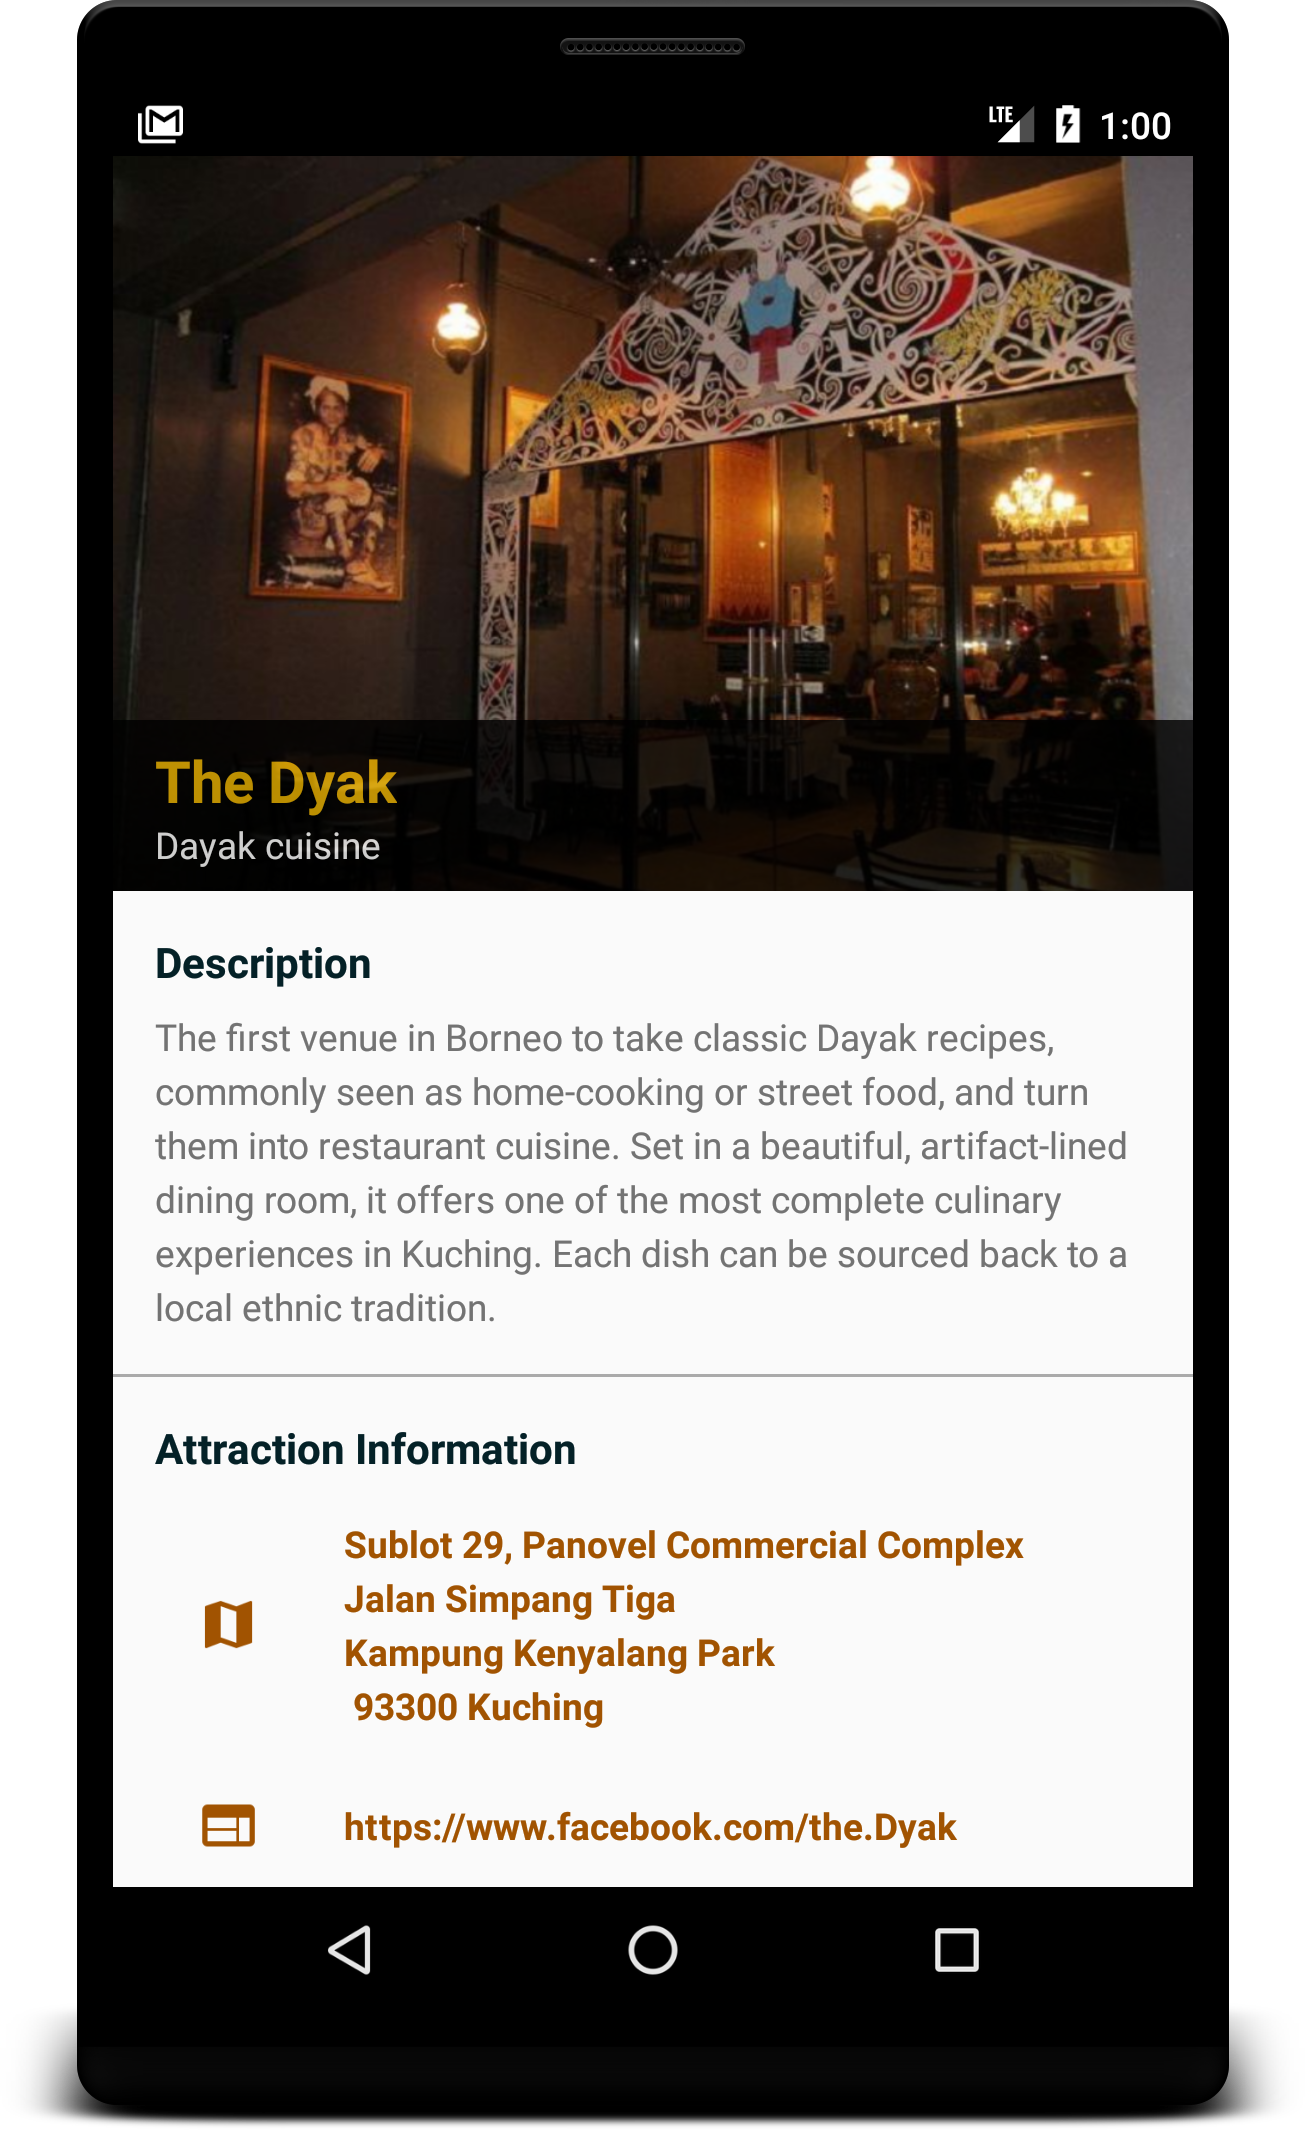 LTE 1:00
The Dyak
Dayak cuisine
Description
The first venue in Borneo to take classic Dayak recipes,
commonly seen as home-cooking or street food, and turn
them into restaurant cuisine. Set in a beautiful, artifact-lined
dining room, it offers one of the most complete culinary
experiences in Kuching. Each dish can be sourced back to a
local ethnic tradition.
Attraction Information
Sublot 29, Panovel Commercial Complex
Jalan Simpang Tiga
Kampung Kenyalang Park
93300 Kuching
https://www.facebook.com/the.Dyak